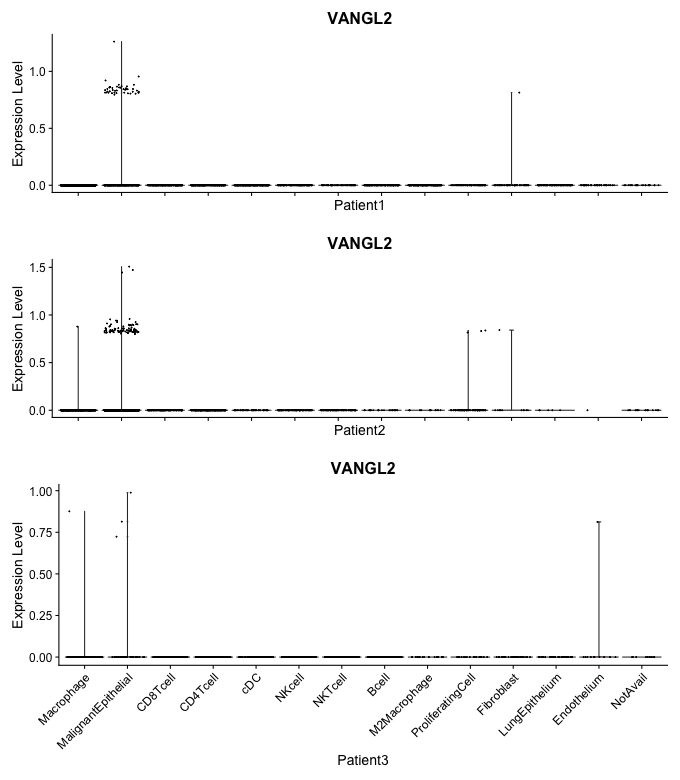 VANGL2
Expression Level
1.0
0.5
0.0
Patient1
VANGL2
Expression Level
1.5
1.0
0.5
0.0
Patient2
VANGL2
Expression Level
1.00
0.75
0.50
0.25
0.00
Macrophage
MalignantEpithelial
CD8Tcell
CD4Tcell
cDC
NKcell
NKTcell
Bcell
M2Macrophage
ProliferatingCell
Fibroblast
LungEpithelium
Endothelium
NotAvail
Patient3